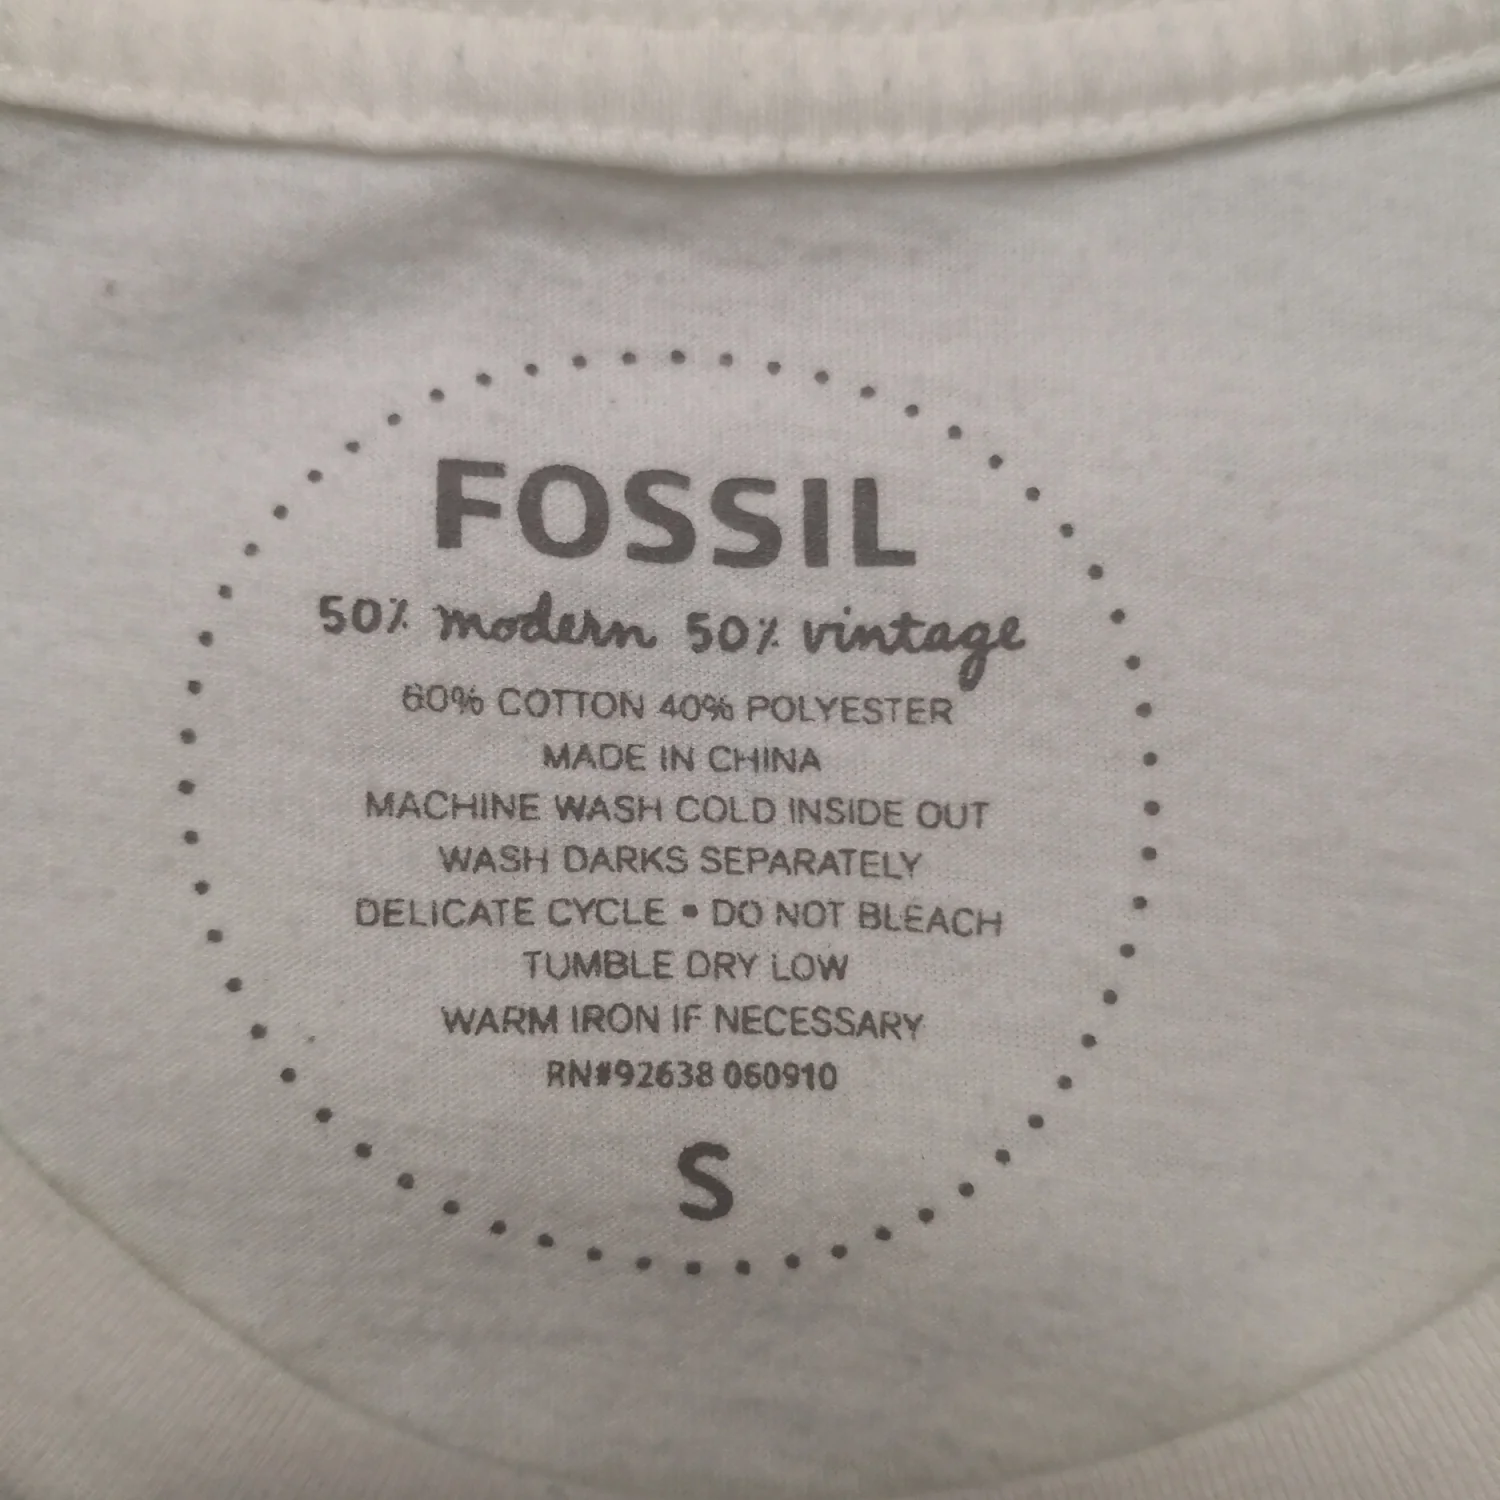 FOSSIL
50% modern 50% vintage
60% COTTON 40% POLYESTER
MADE IN CHINA
MACHINE WASH COLD INSIDE OUT
WASH DARKS SEPARATELY
DELICATE CYCLE • DO NOT BLEACH
TUMBLE DRY LOW
WARM IRON IF NECESSARY
RN#92638 060910
S